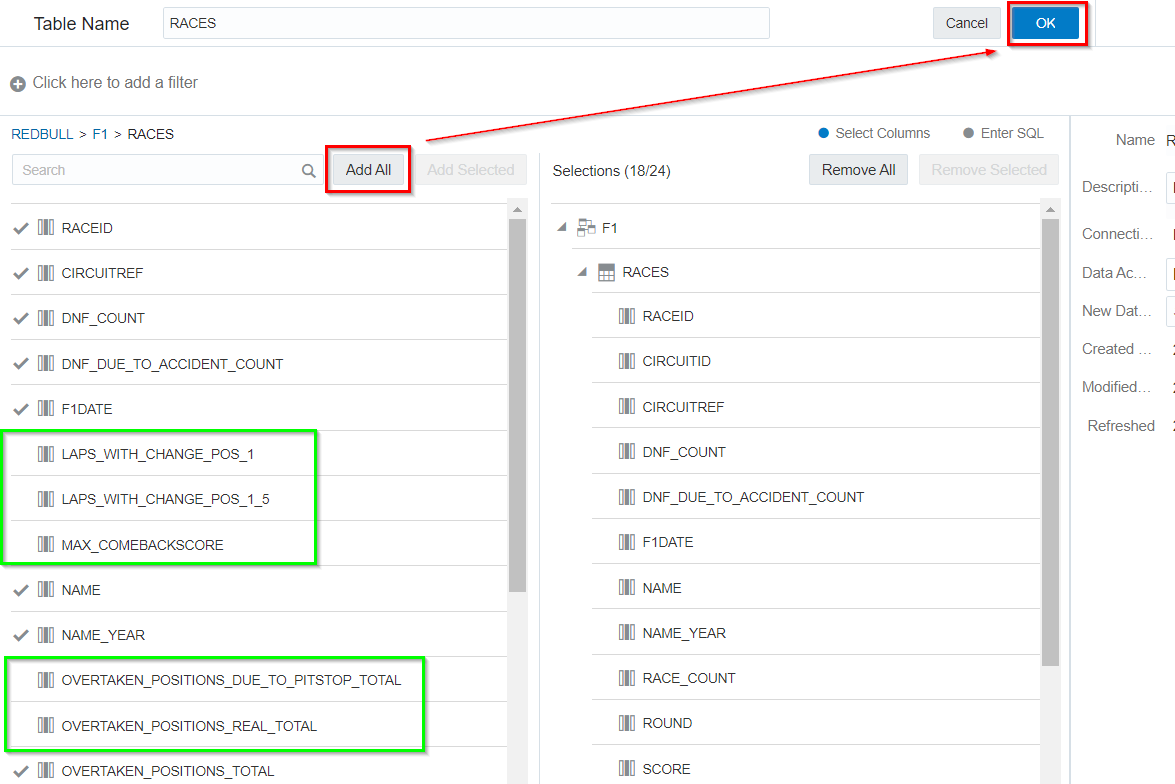 Table Name
RACES
Cancel
OK
Click here to add a filter
REDBULL > F1 > RACES
Search
Add All
Add Selected
RACEID
CIRCUITREF
DNF_COUNT
DNF_DUE_TO_ACCIDENT_COUNT
F1DATE
LAPS_WITH_CHANGE_POS_1
LAPS_WITH_CHANGE_POS_1_5
MAX_COMEBACKSCORE
NAME
NAME_YEAR
OVERTAKEN_POSITIONS_DUE_TO_PITSTOP_TOTAL
OVERTAKEN_POSITIONS_REAL_TOTAL
OVERTAKEN_POSITIONS_TOTAL
Select Columns
Enter SQL
Selections (18/24)
Remove All
Remove Selected
F1
RACES
RACEID
CIRCUITID
CIRCUITREF
DNF_COUNT
DNF_DUE_TO_ACCIDENT_COUNT
F1DATE
NAME
NAME_YEAR
RACE_COUNT
ROUND
SCORE
Name
Descripti...
Connecti...
Data Ac...
New Dat...
Created ...
Modified...
Refreshed